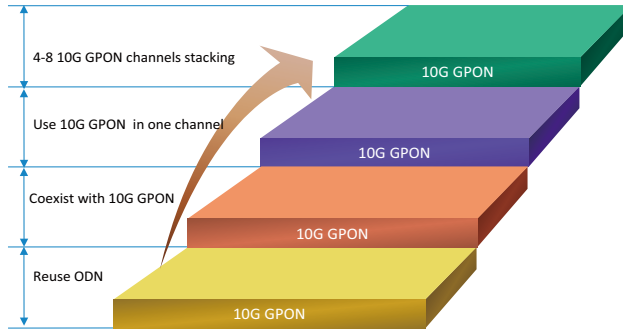 4-8 10G GPON channels stacking
10G GPON
Use 10G GPON in one channel
10G GPON
Coexist with 10G GPON
10G GPON
Reuse ODN
10G GPON